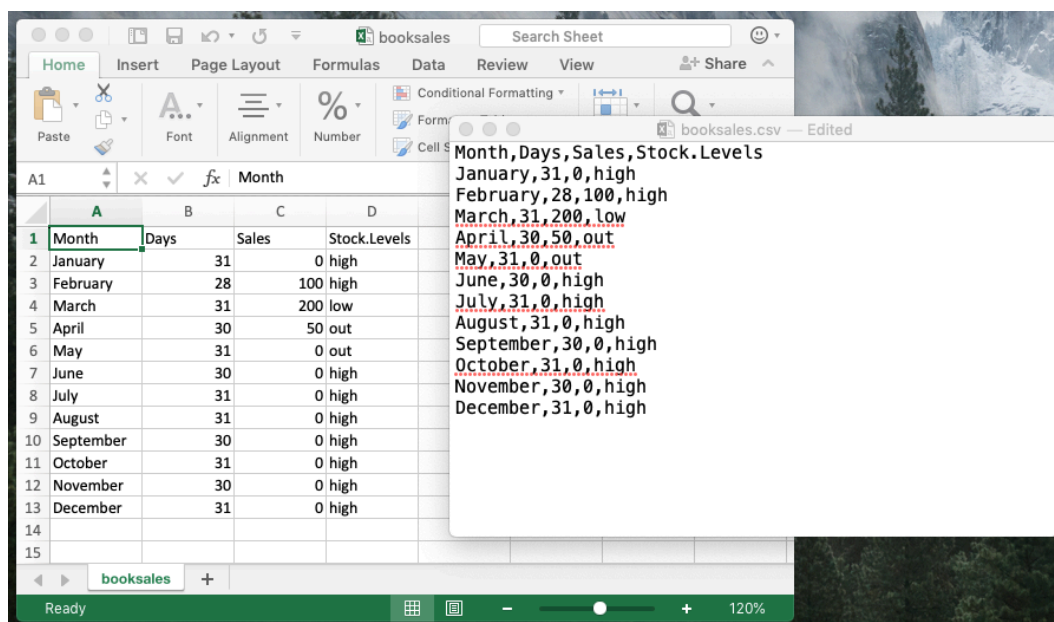 booksales
Search Sheet
Home Insert Page Layout Formulas Data Review View Share
Conditional Formatting
Paste Font Alignment Number
Cell
A1 fx Month
A B C D
1 Month Days Sales Stock.Levels
2 January 31 0 high
3 February 28 100 high
4 March 31 200 low
5 April 30 50 out
6 May 31 0 out
7 June 30 0 high
8 July 31 0 high
9 August 31 0 high
10 September 30 0 high
11 October 31 0 high
12 November 30 0 high
13 December 31 0 high
14
15
booksales +
Ready 120%
booksales.csv — Edited
Month,Days,Sales,Stock.Levels
January,31,0,high
February,28,100,high
March,31,200,low
April,30,50,out
May,31,0,out
June,30,0,high
July,31,0,high
August,31,0,high
September,30,0,high
October,31,0,high
November,30,0,high
December,31,0,high